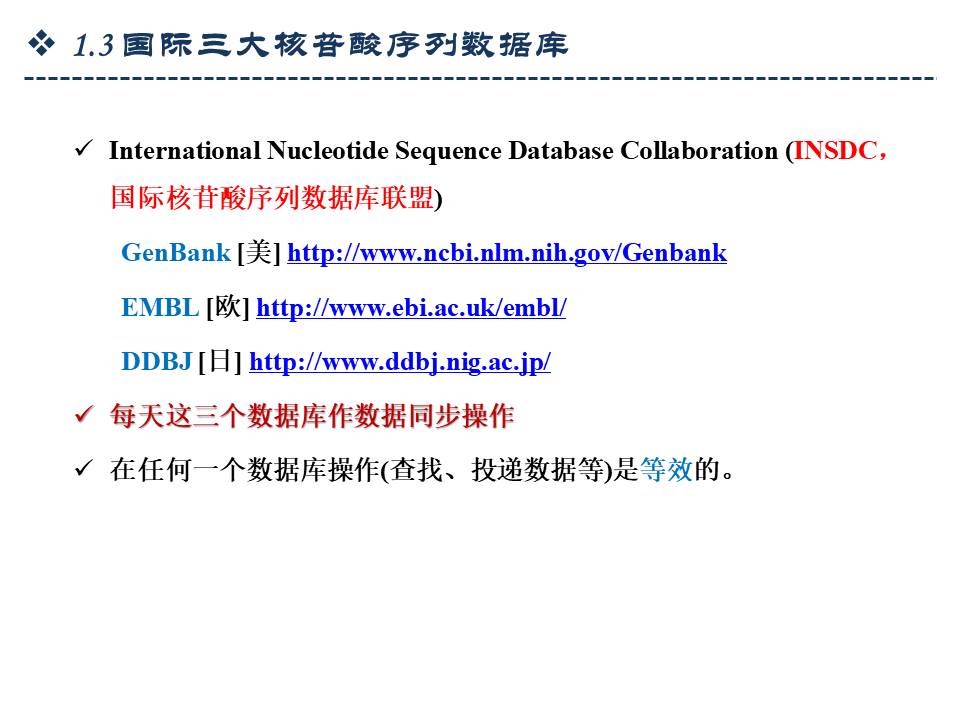 ❖ 1.3 国际三大核苷酸序列数据库
✓ International Nucleotide Sequence Database Collaboration (INSDC，
国际核苷酸序列数据库联盟)
GenBank [美] http://www.ncbi.nlm.nih.gov/Genbank
EMBL [欧] http://www.ebi.ac.uk/embl/
DDBJ [日] http://www.ddbj.nig.ac.jp/
✓ 每天这三个数据库作数据同步操作
✓ 在任何一个数据库操作(查找、投递数据等)是等效的。